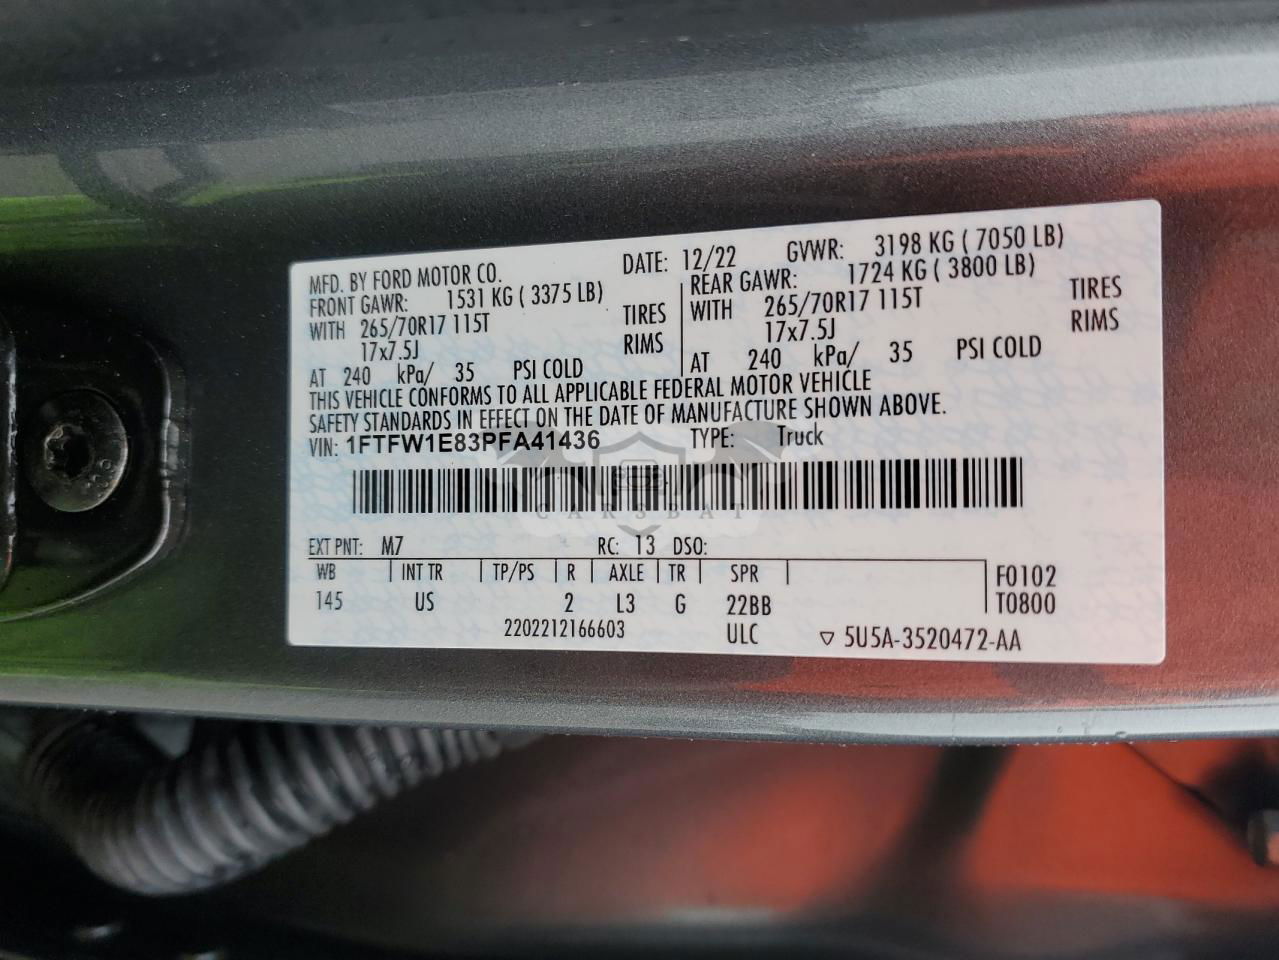 MFD. BY FORD MOTOR CO. DATE: 12/22 GVWR: 3198 KG ( 7050 LB)
FRONT GAWR: 1531 KG ( 3375 LB) REAR GAWR: 1724 KG ( 3800 LB)
WITH 265/70R17 115T TIRES WITH 265/70R17 115T TIRES
17x7.5J RIMS 17x7.5J RIMS
AT 240 kPa/ 35 PSI COLD AT 240 kPa/ 35 PSI COLD
THIS VEHICLE CONFORMS TO ALL APPLICABLE FEDERAL MOTOR VEHICLE
SAFETY STANDARDS IN EFFECT ON THE DATE OF MANUFACTURE SHOWN ABOVE.
VIN: 1FTFW1E83PFA41436 TYPE: Truck
CARSBAT
EXT PNT: M7 RC: 13 DSO:
WB INT TR TP/PS R AXLE TR SPR F0102
145 US 2 L3 G 22BB T0800
2202212166603 ULC ▽ 5U5A-3520472-AA